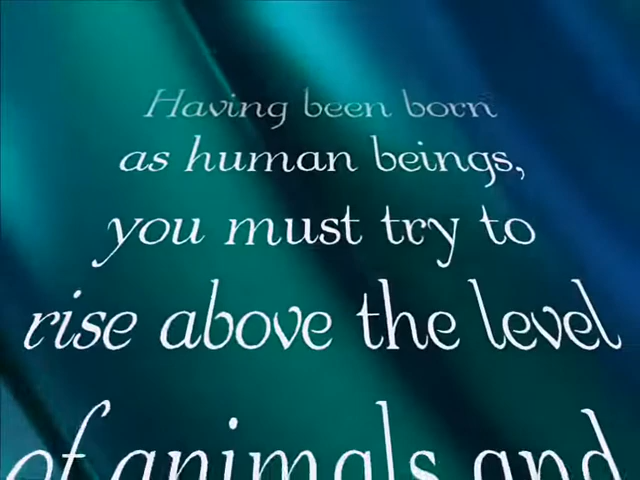 Having been born
as human beings,
you must try to
rise above the level
of animals and